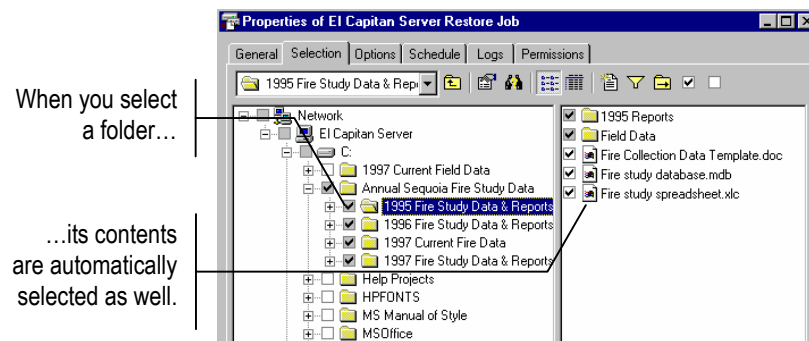 Properties of El Capitan Server Restore Job
General Selection Options Schedule Logs Permissions
1995 Fire Study Data & Rep
When you select
a folder…
…its contents
are automatically
selected as well.
Network
El Capitan Server
C:
1997 Current Field Data
Annual Sequoia Fire Study Data
1995 Fire Study Data & Reports
1996 Fire Study Data & Reports
1997 Current Fire Data
1997 Fire Study Data & Reports
Help Projects
HPFONTS
MS Manual of Style
MSOffice
1995 Reports
Field Data
Fire Collection Data Template.doc
Fire study database.mdb
Fire study spreadsheet.xlc